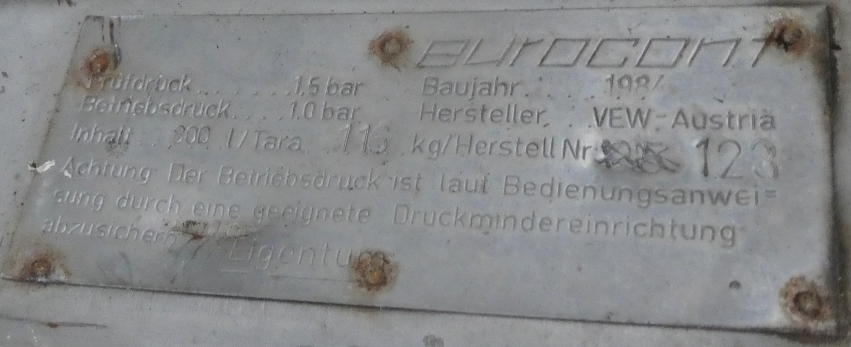 eurocont
Prüfdruck........1,5 bar Baujahr.......198
Betriebsdruck....1.0 bar Hersteller...VEW-Austria
Inhalt...900 l/Tara kg/Herstell Nr. 123
Achtung Der Betriebsdruck ist laut Bedienungsanwei=
sung durch eine geeignete Druckmindereinrichtung
abzusichern
Eigentum